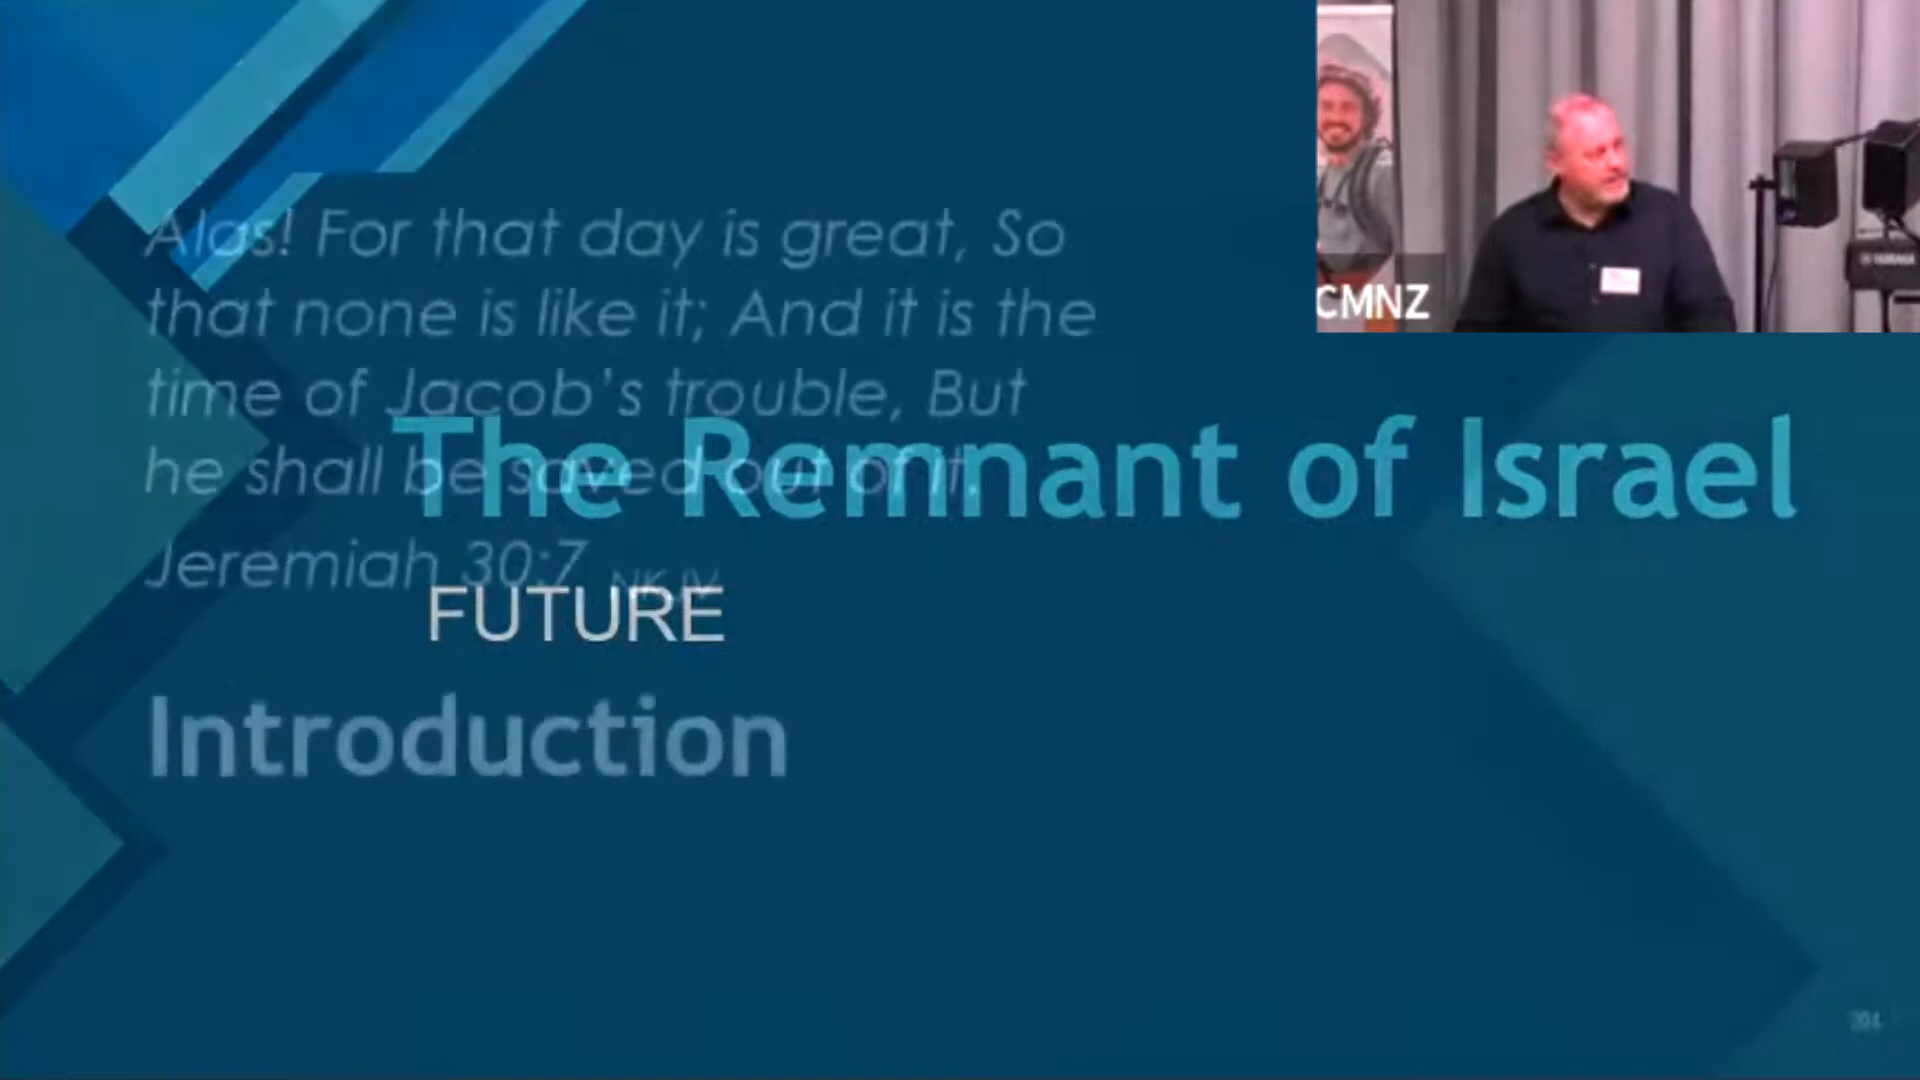 Alas! For that day is great, So
that none is like it; And it is the
time of Jacob's trouble, But
he shall be saved out of it.
Jeremiah 30:7 NKJV
The Remnant of Israel
FUTURE
Introduction
CMNZ
YAMAHA